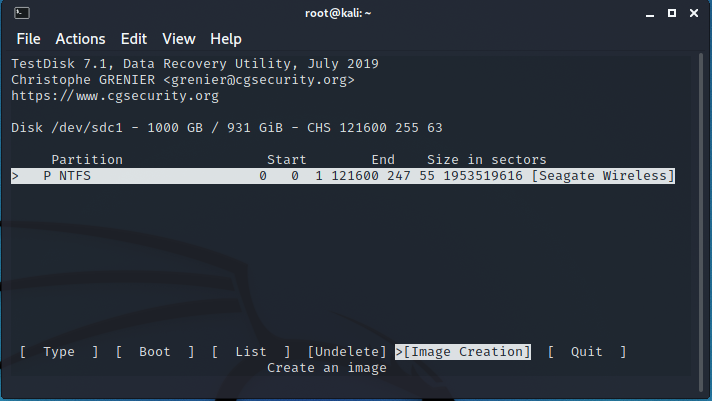 root@kali: ~
File Actions Edit View Help
TestDisk 7.1, Data Recovery Utility, July 2019
Christophe GRENIER <grenier@cgsecurity.org>
https://www.cgsecurity.org
Disk /dev/sdc1 - 1000 GB / 931 GiB - CHS 121600 255 63
Partition Start End Size in sectors
> P NTFS 0 0 1 121600 247 55 1953519616 [Seagate Wireless]
[ Type ] [ Boot ] [ List ] [Undelete] >[Image Creation] [ Quit ]
Create an image